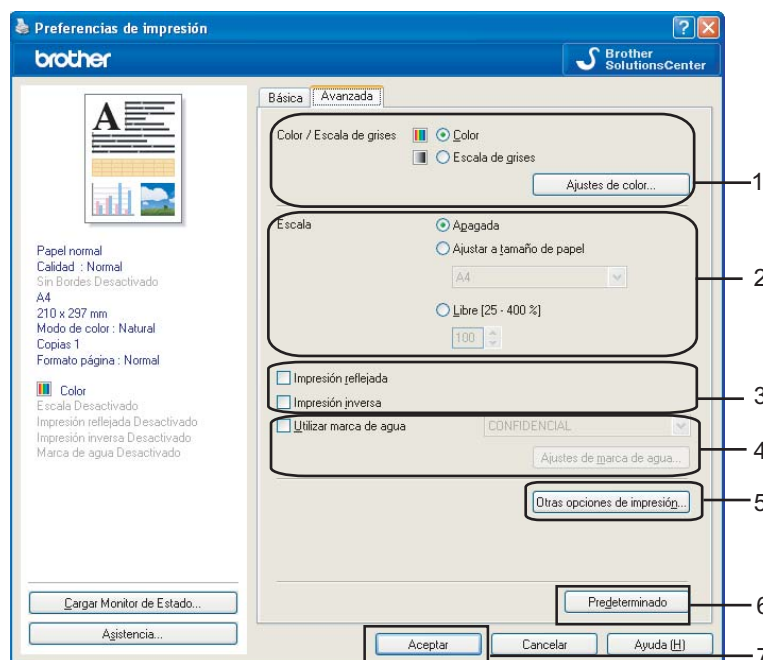 Preferencias de impresión
brother
Brother
SolutionsCenter
Básica
Avanzada
Color / Escala de grises
Color
Escala de grises
Ajustes de color...
1
Escala
Apagada
Ajustar a tamaño de papel
A4
Libre [25 - 400 %]
100
2
Impresión reflejada
Impresión inversa
3
Utilizar marca de agua
CONFIDENCIAL
Ajustes de marca de agua...
4
Otras opciones de impresión...
5
Predeterminado
6
A
Papel normal
Calidad : Normal
Sin Bordes Desactivado
A4
210 x 297 mm
Modo de color : Natural
Copias 1
Formato página : Normal
Color
Escala Desactivado
Impresión reflejada Desactivado
Impresión inversa Desactivado
Marca de agua Desactivado
Cargar Monitor de Estado...
Asistencia...
Aceptar
Cancelar
Ayuda (H)
7